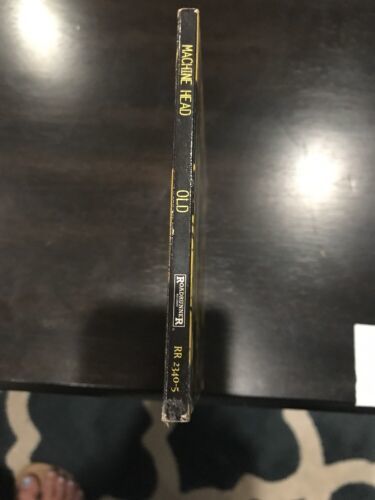 MACHINE HEAD
OLD
ROADRUNNER
RR 2340-5